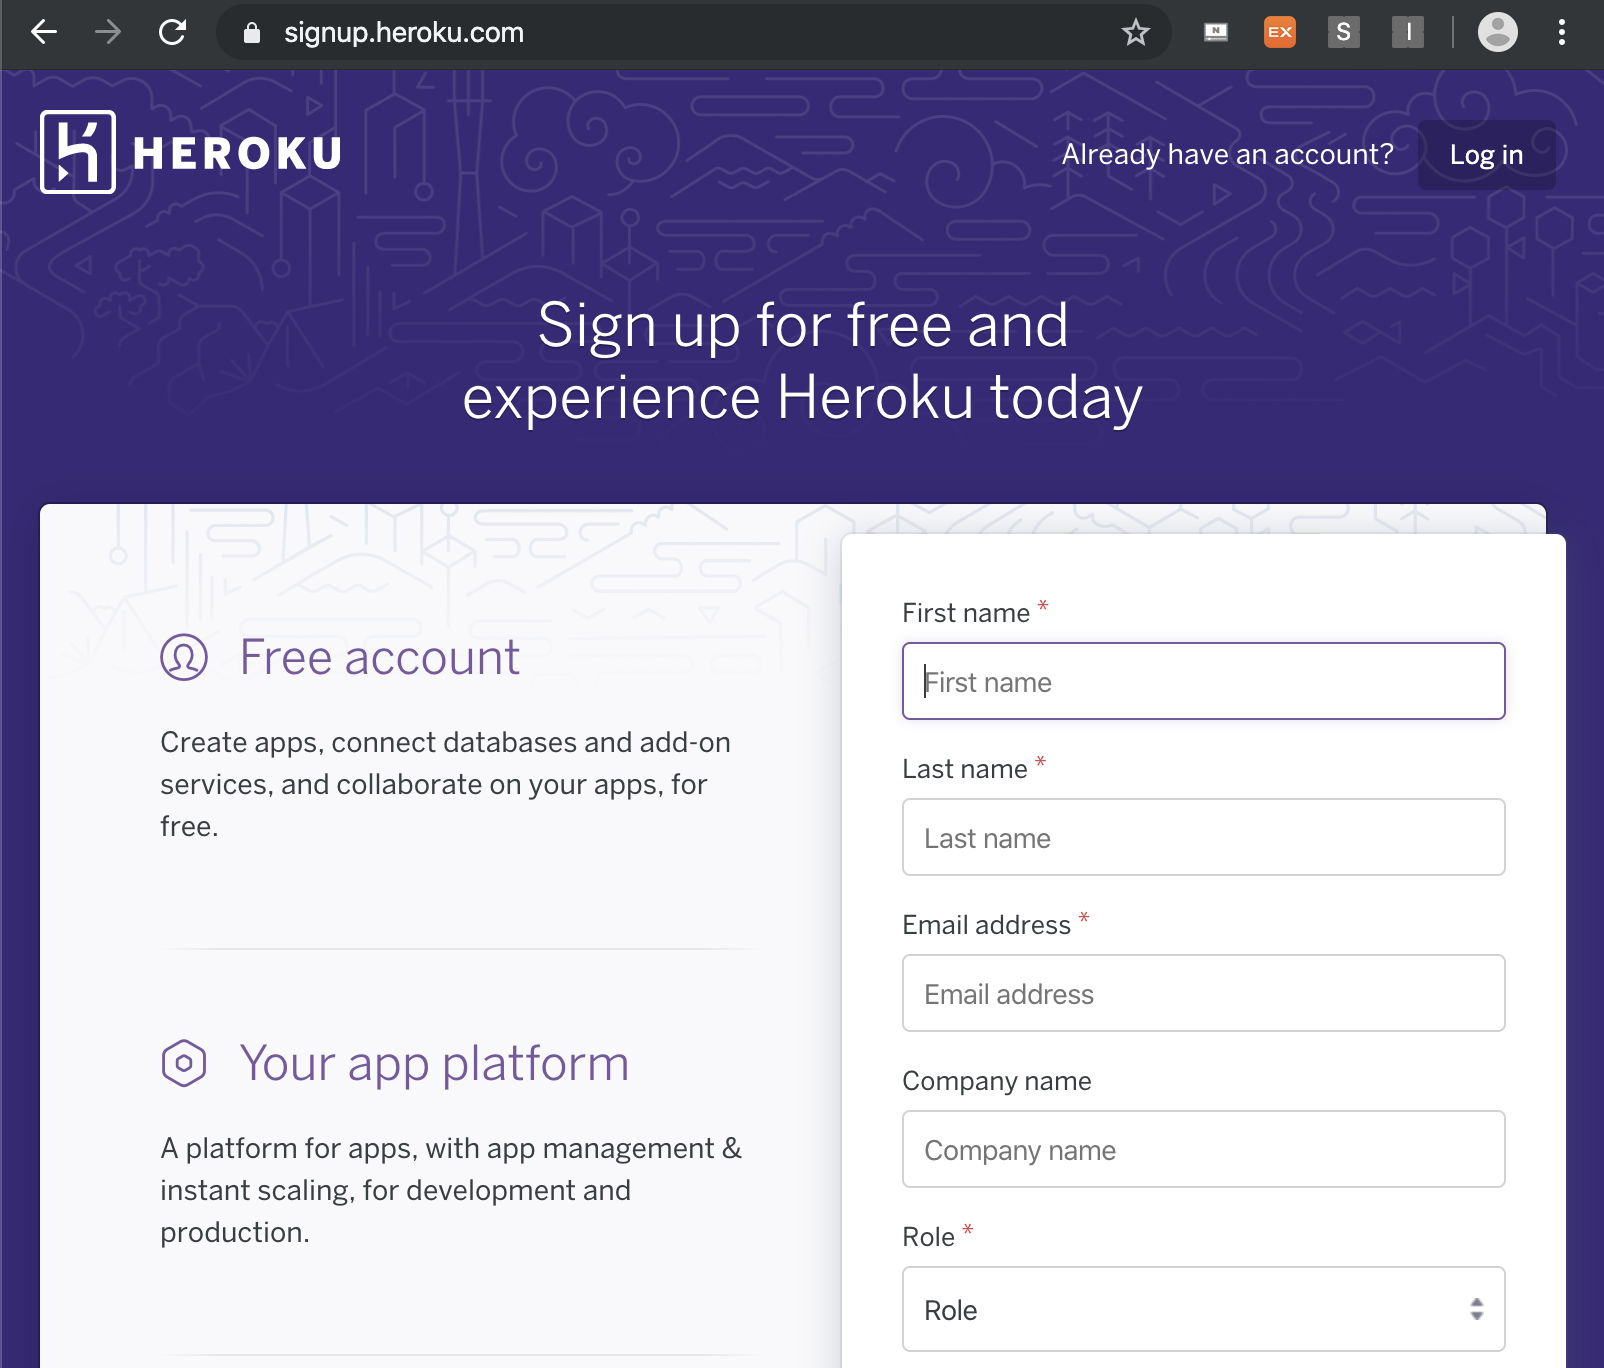 signup.heroku.com
N
EX
S
I
HEROKU
Already have an account?
Log in
Sign up for free and
experience Heroku today
Free account
Create apps, connect databases and add-on
services, and collaborate on your apps, for
free.
Your app platform
A platform for apps, with app management &
instant scaling, for development and
production.
First name *
First name
Last name *
Last name
Email address *
Email address
Company name
Company name
Role *
Role